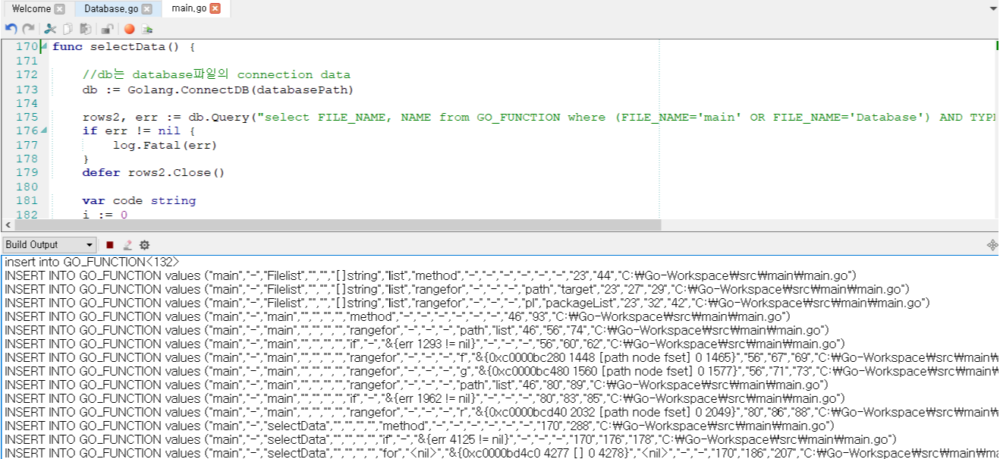 Welcome Database.go main.go
170 func selectData() {
171
172 //db는 database파일의 connection data
173 db := Golang.ConnectDB(databasePath)
174
175 rows2, err := db.Query("select FILE_NAME, NAME from GO_FUNCTION where (FILE_NAME='main' OR FILE_NAME='Database') AND TYP
176 if err != nil {
177 log.Fatal(err)
178 }
179 defer rows2.Close()
180
181 var code string
182 i := 0
Build Output
insert into GO_FUNCTION<132>
INSERT INTO GO_FUNCTION values ("main","-","Filelist","","","[]string","list","method","-","-","-","-","-","-","23","44","C:₩Go-Workspace₩src₩main₩main.go")
INSERT INTO GO_FUNCTION values ("main","-","Filelist","","","[]string","list","rangefor","-","-","-","path","target","23","27","29","C:₩Go-Workspace₩src₩main₩main.go")
INSERT INTO GO_FUNCTION values ("main","-","Filelist","","","[]string","list","rangefor","-","-","-","pl","packageList","23","32","42","C:₩Go-Workspace₩src₩main₩main.go")
INSERT INTO GO_FUNCTION values ("main","-","main","","","","","method","-","-","-","-","-","-","46","93","C:₩Go-Workspace₩src₩main₩main.go")
INSERT INTO GO_FUNCTION values ("main","-","main","","","","","rangefor","-","-","-","path","list","46","56","74","C:₩Go-Workspace₩src₩main₩main.go")
INSERT INTO GO_FUNCTION values ("main","-","main","","","","","if","-","&{err 1293 != nil}","-","-","-","56","60","62","C:₩Go-Workspace₩src₩main₩main.go")
INSERT INTO GO_FUNCTION values ("main","-","main","","","","","rangefor","-","-","-","f","&{0xc0000bc280 1448 [path node fset] 0 1465}","56","67","69","C:₩Go-Workspace₩src₩main₩
INSERT INTO GO_FUNCTION values ("main","-","main","","","","","rangefor","-","-","-","g","&{0xc0000bc480 1560 [path node fset] 0 1577}","56","71","73","C:₩Go-Workspace₩src₩main₩
INSERT INTO GO_FUNCTION values ("main","-","main","","","","","rangefor","-","-","-","path","list","46","80","89","C:₩Go-Workspace₩src₩main₩main.go")
INSERT INTO GO_FUNCTION values ("main","-","main","","","","","if","-","&{err 1962 != nil}","-","-","-","80","83","85","C:₩Go-Workspace₩src₩main₩main.go")
INSERT INTO GO_FUNCTION values ("main","-","main","","","","","rangefor","-","-","-","r","&{0xc0000bcd40 2032 [path node fset] 0 2049}","80","86","88","C:₩Go-Workspace₩src₩main₩
INSERT INTO GO_FUNCTION values ("main","-","selectData","","","","","method","-","-","-","-","-","-","170","288","C:₩Go-Workspace₩src₩main₩main.go")
INSERT INTO GO_FUNCTION values ("main","-","selectData","","","","","if","-","&{err 4125 != nil}","-","-","-","170","176","178","C:₩Go-Workspace₩src₩main₩main.go")
INSERT INTO GO_FUNCTION values ("main","-","selectData","","","","","for","<nil>","&{0xc0000bd4c0 4277 [] 0 4278}","<nil>","-","-","170","186","207","C:₩Go-Workspace₩src₩main₩ma